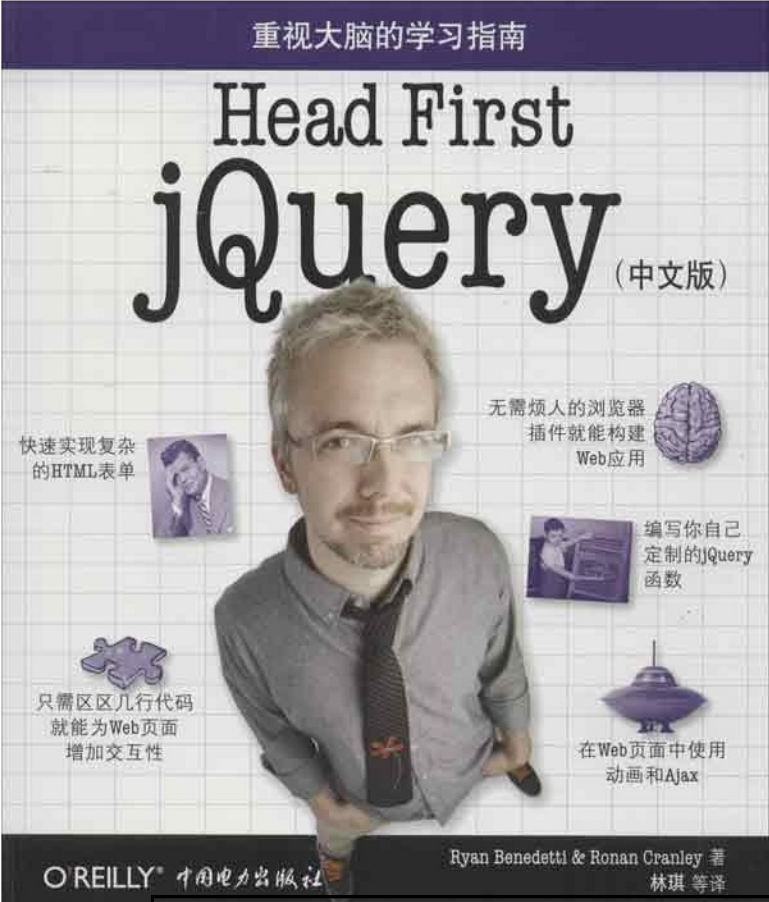 重视大脑的学习指南
Head First
jQuery
(中文版)
快速实现复杂
的HTML表单
无需烦人的浏览器
插件就能构建
Web应用
编写你自己
定制的jQuery
函数
只需区区几行代码
就能为Web页面
增加交互性
在Web页面中使用
动画和Ajax
O'REILLY® 中国电力出版社
Ryan Benedetti & Ronan Cranley 著
林琪 等译